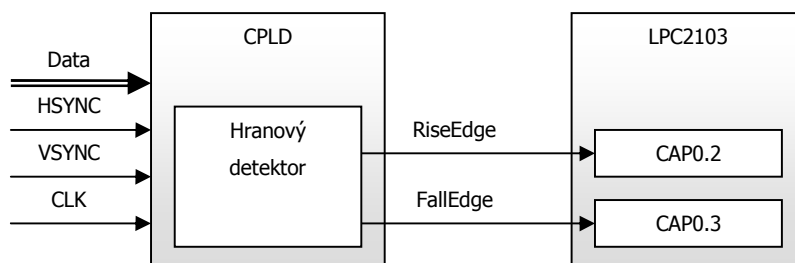 CPLD
LPC2103
Data
HSYNC
VSYNC
CLK
Hranový
detektor
RiseEdge
FallEdge
CAP0.2
CAP0.3